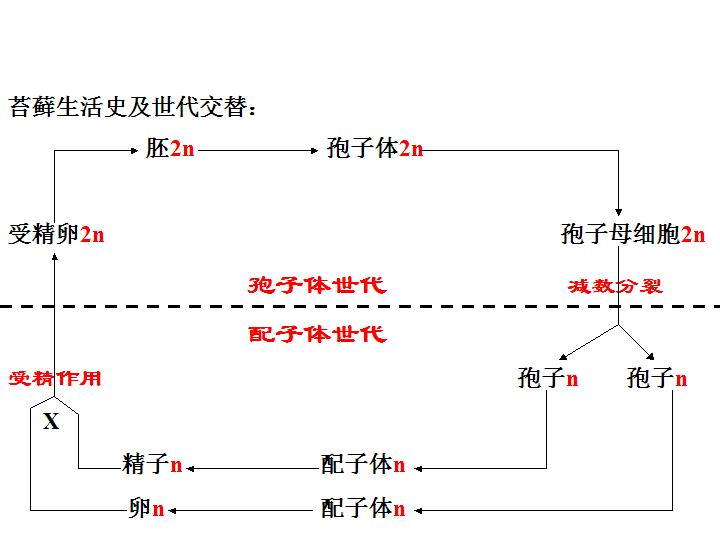 苔藓生活史及世代交替：
胚2n 孢子体2n
受精卵2n 孢子母细胞2n
孢子体世代 减数分裂
配子体世代
受精作用 孢子n 孢子n
X
精子n 配子体n
卵n 配子体n